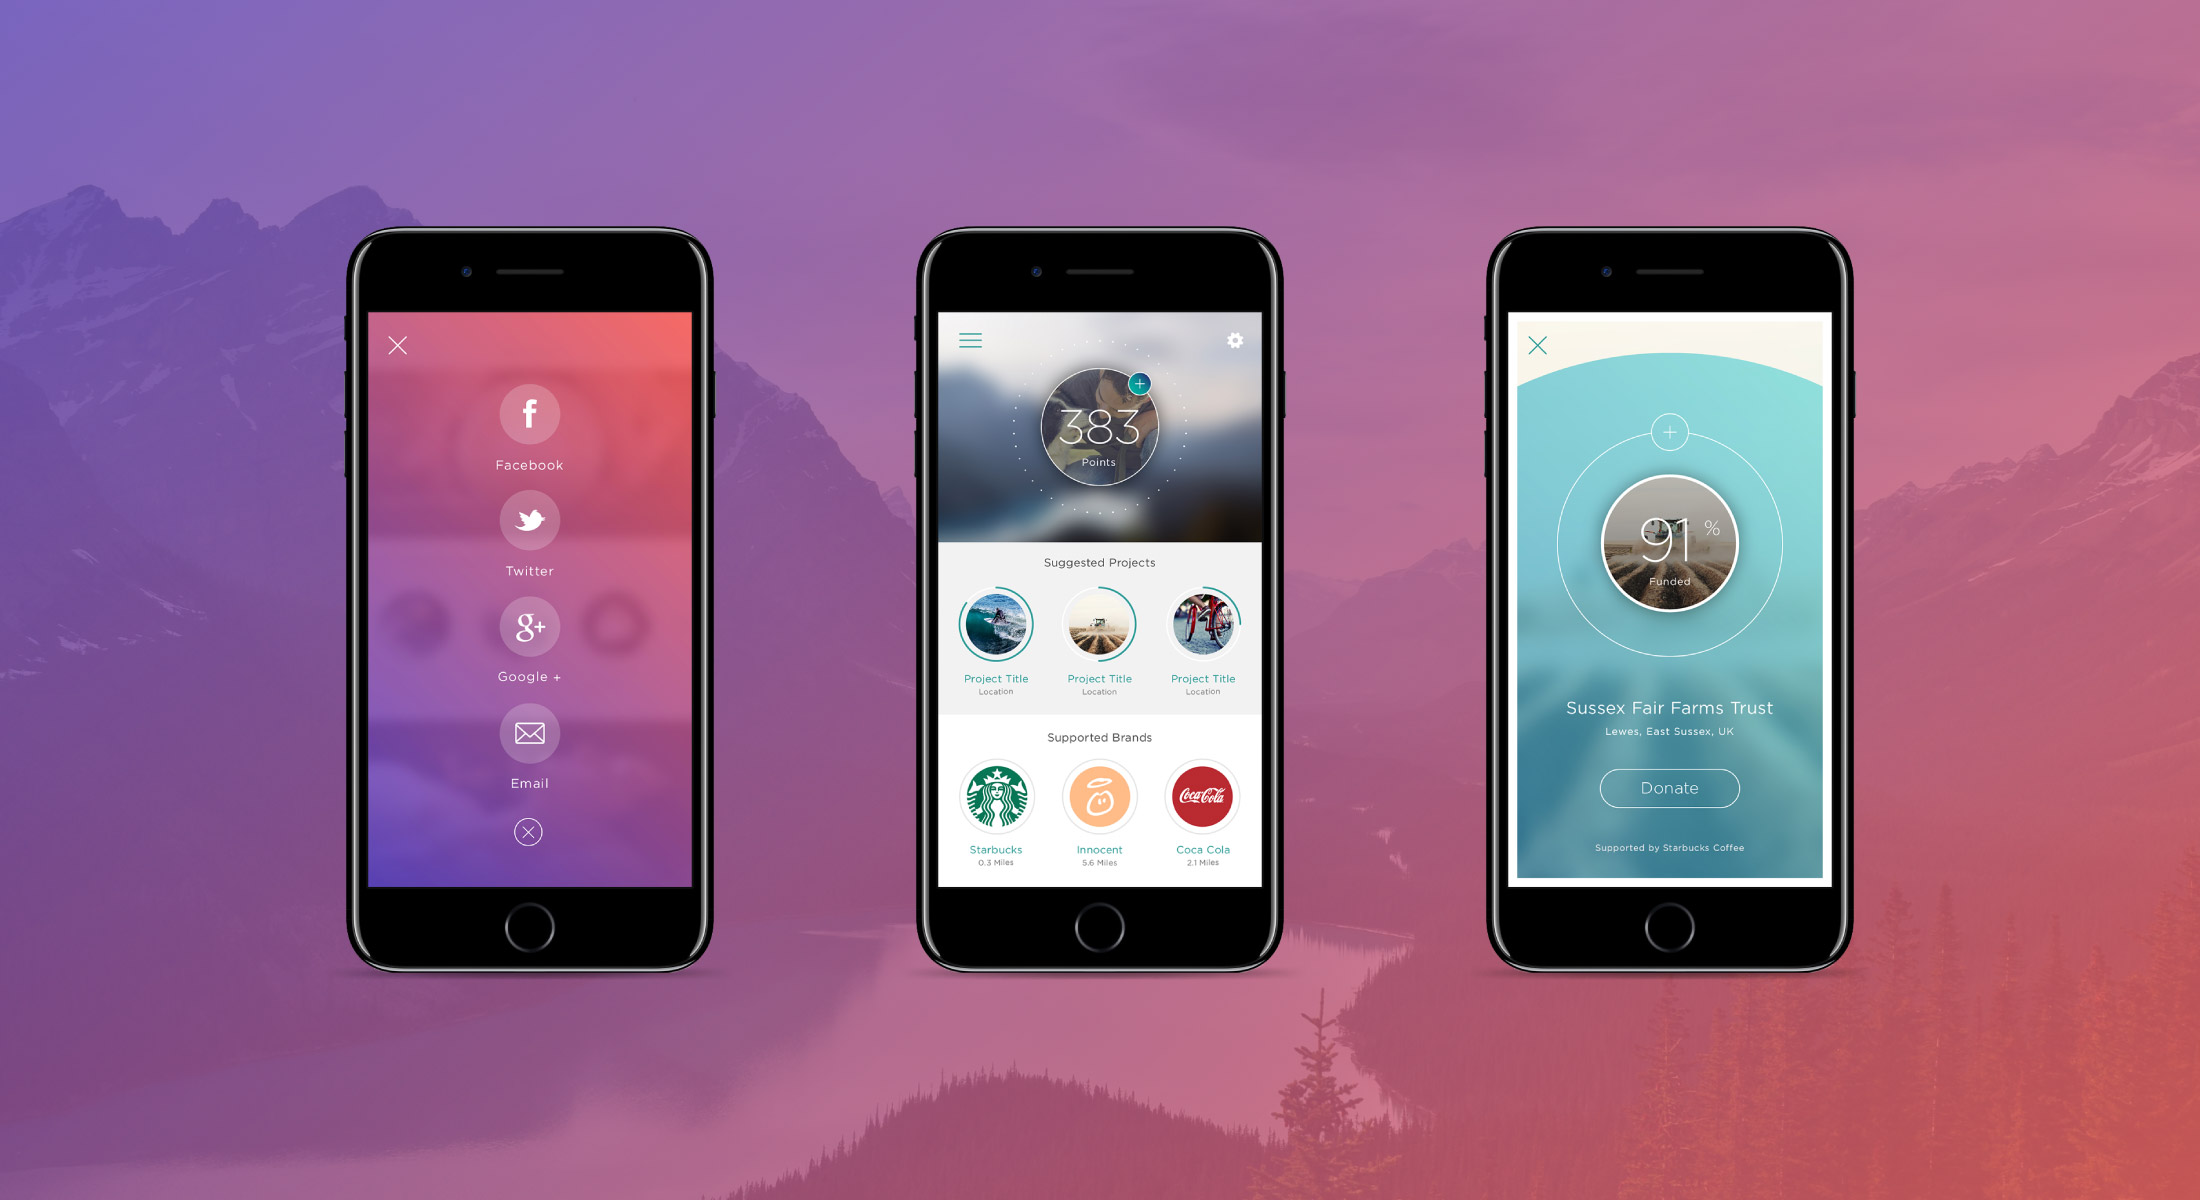 f
Facebook
Twitter
g+
Google +
Email
383
Points
Suggested Projects
Project Title Project Title Project Title
Location Location Location
Supported Brands
Coca-Cola
Starbucks Innocent Coca Cola
0.3 Miles 5.6 Miles 2.1 Miles
91 %
Funded
Sussex Fair Farms Trust
Lewes, East Sussex, UK
Donate
Supported by Starbucks Coffee